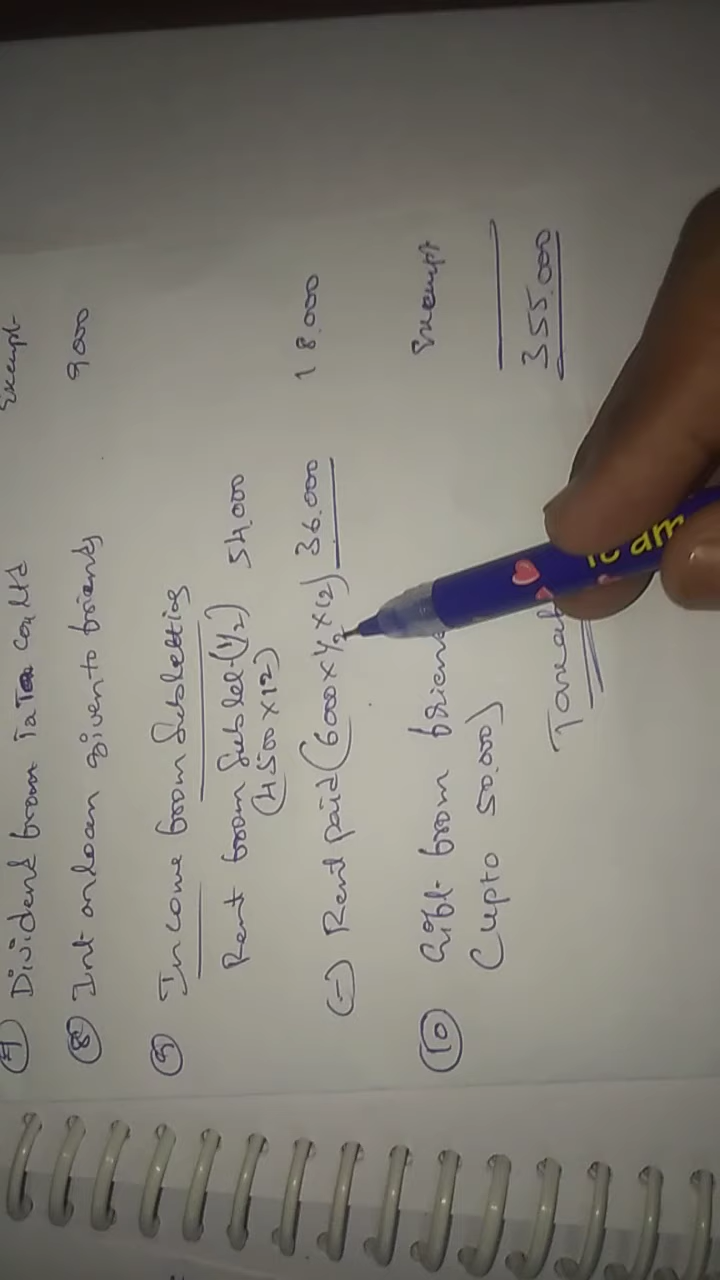 7 Dividend from Tata Co Ltd Exempt
8 Int on loan given to friends 9000
9 Income from Subletting
Rent from Sublet (1/2) 54.000
(4500 x 12)
(-) Rent paid (6000 x 1/2 x 12) 36.000 18.000
10 Gift from friend Exempt
(upto 50.000)
355.000
am